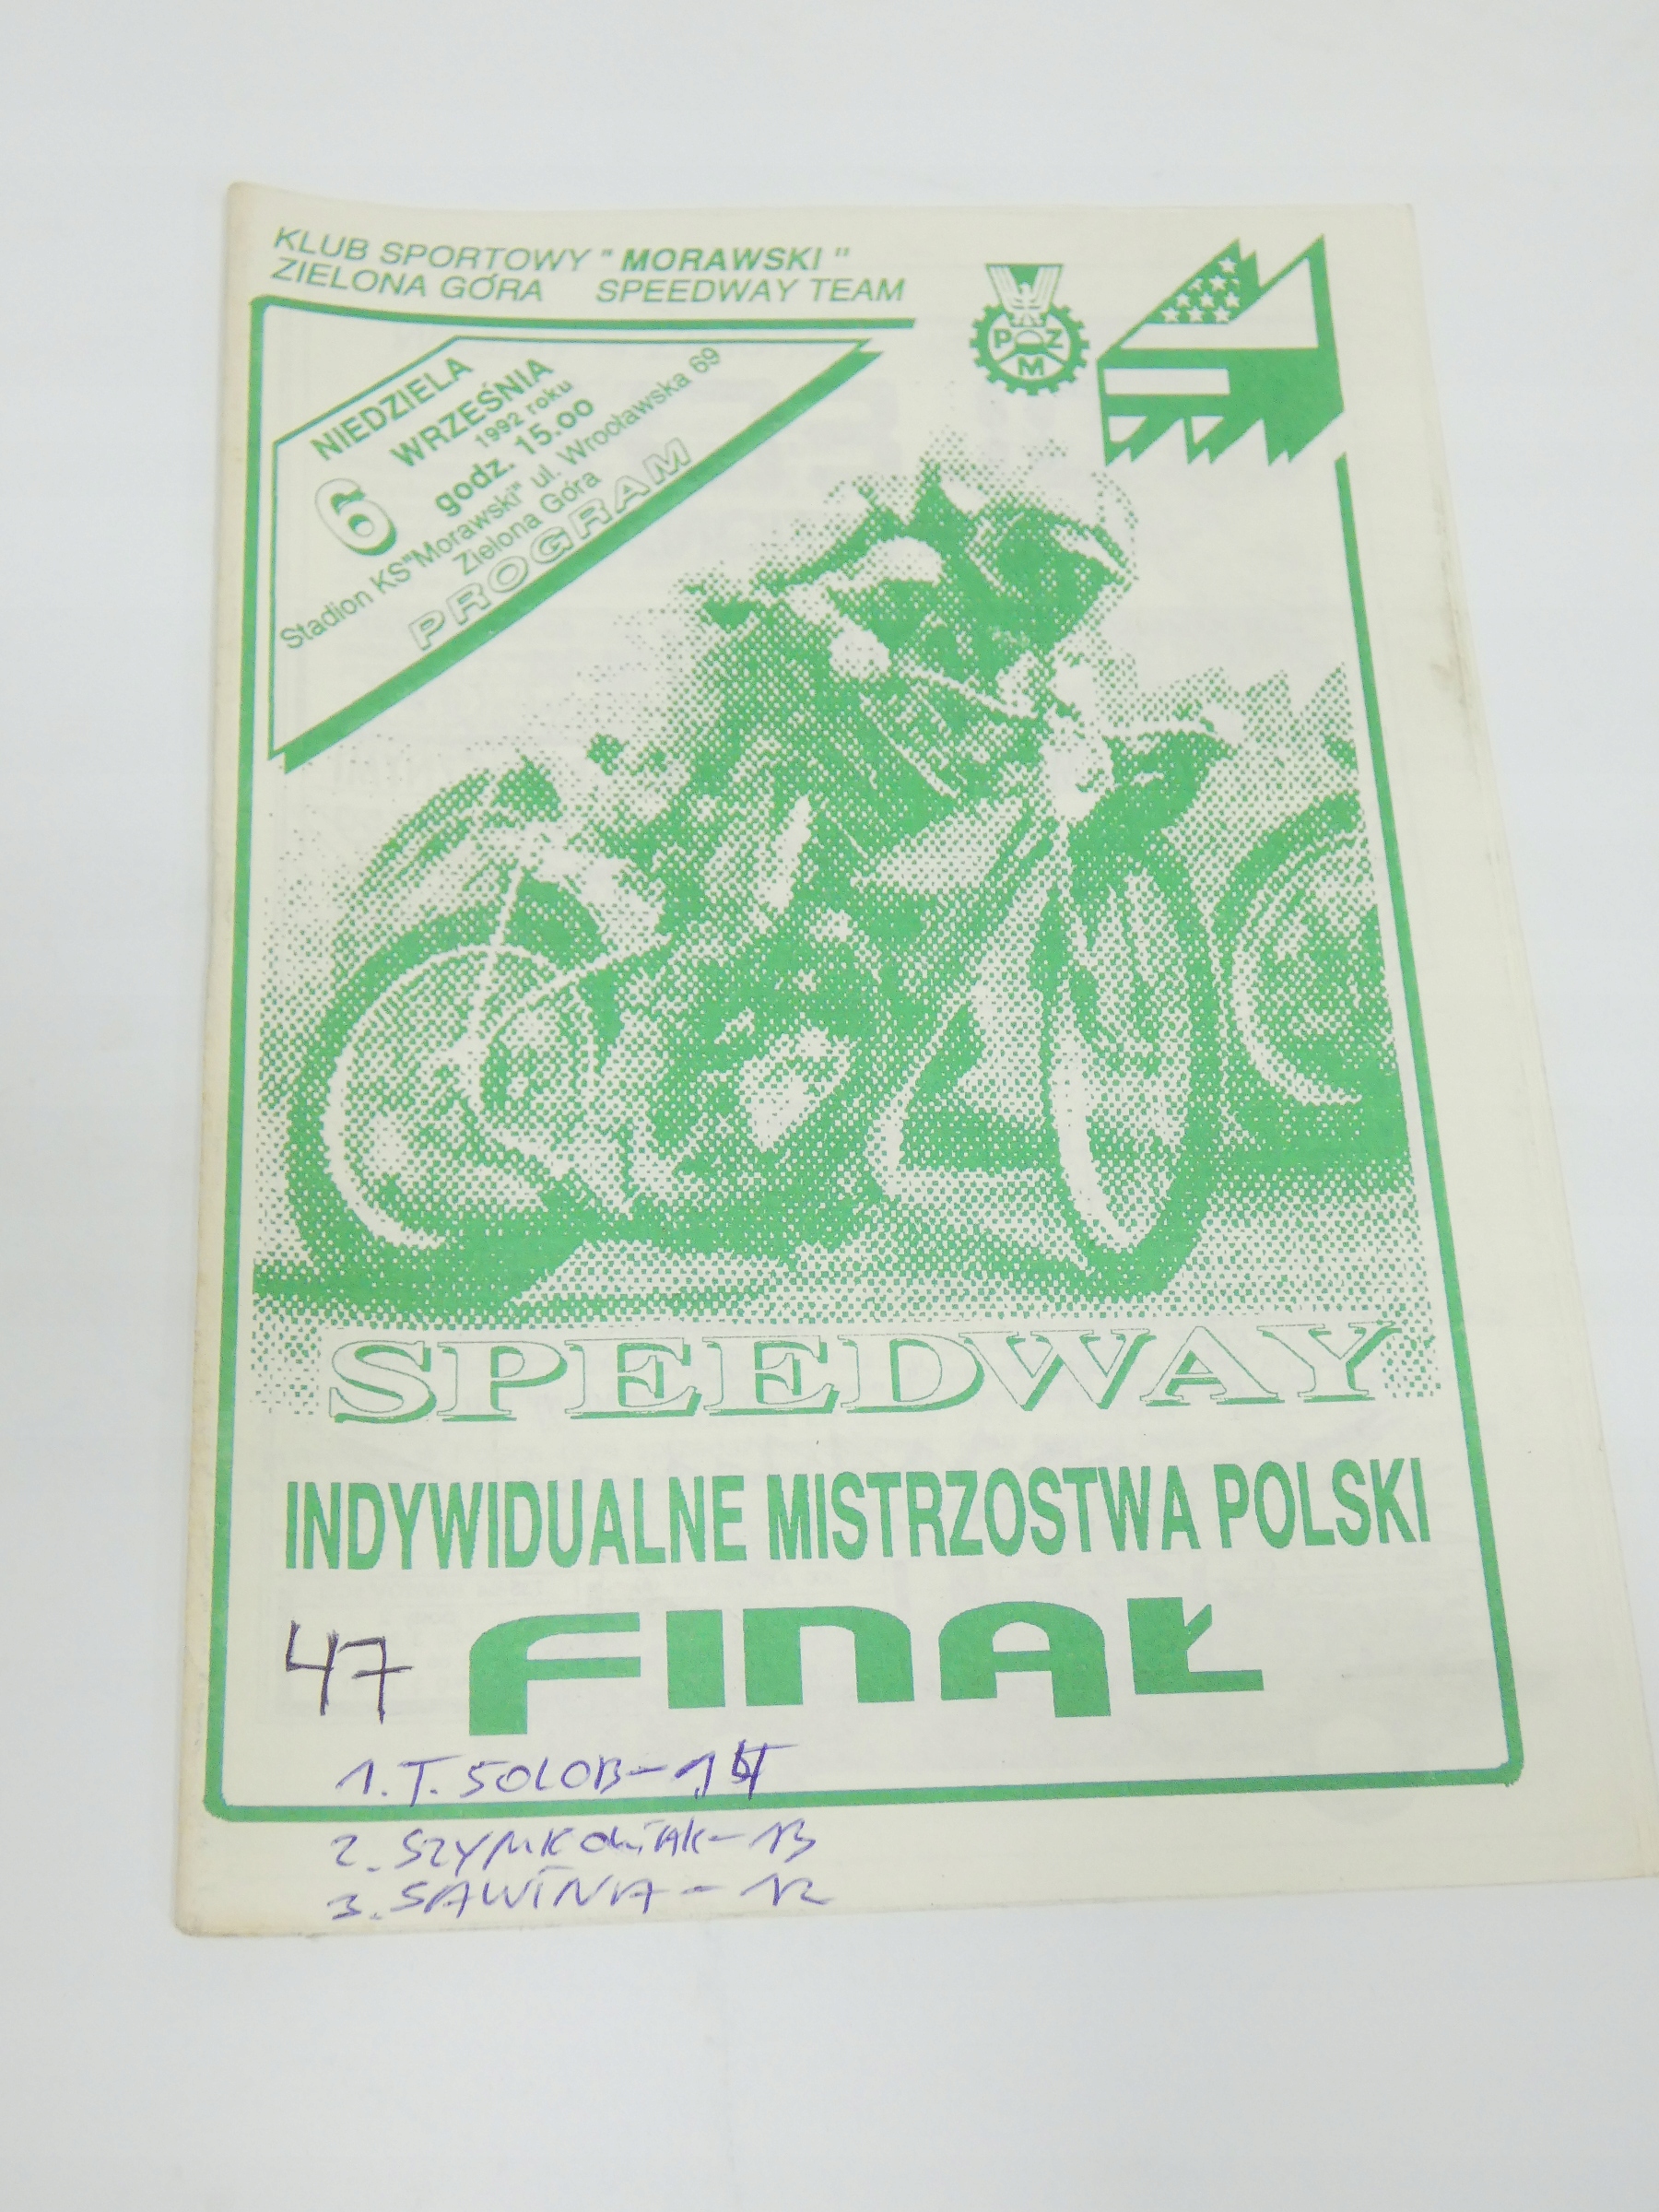 KLUB SPORTOWY "MORAWSKI"
ZIELONA GÓRA SPEEDWAY TEAM
PZM
NIEDZIELA
6 WRZEŚNIA
1992 roku
godz. 15.00
Stadion KS"Morawski" ul. Wrocławska 69
Zielona Góra
PROGRAM
SPEEDWAY
INDYWIDUALNE MISTRZOSTWA POLSKI
47 FINAŁ
1. T. GOLOB-
2. SZYMKOWIAK-13
3. SAWINA - 12